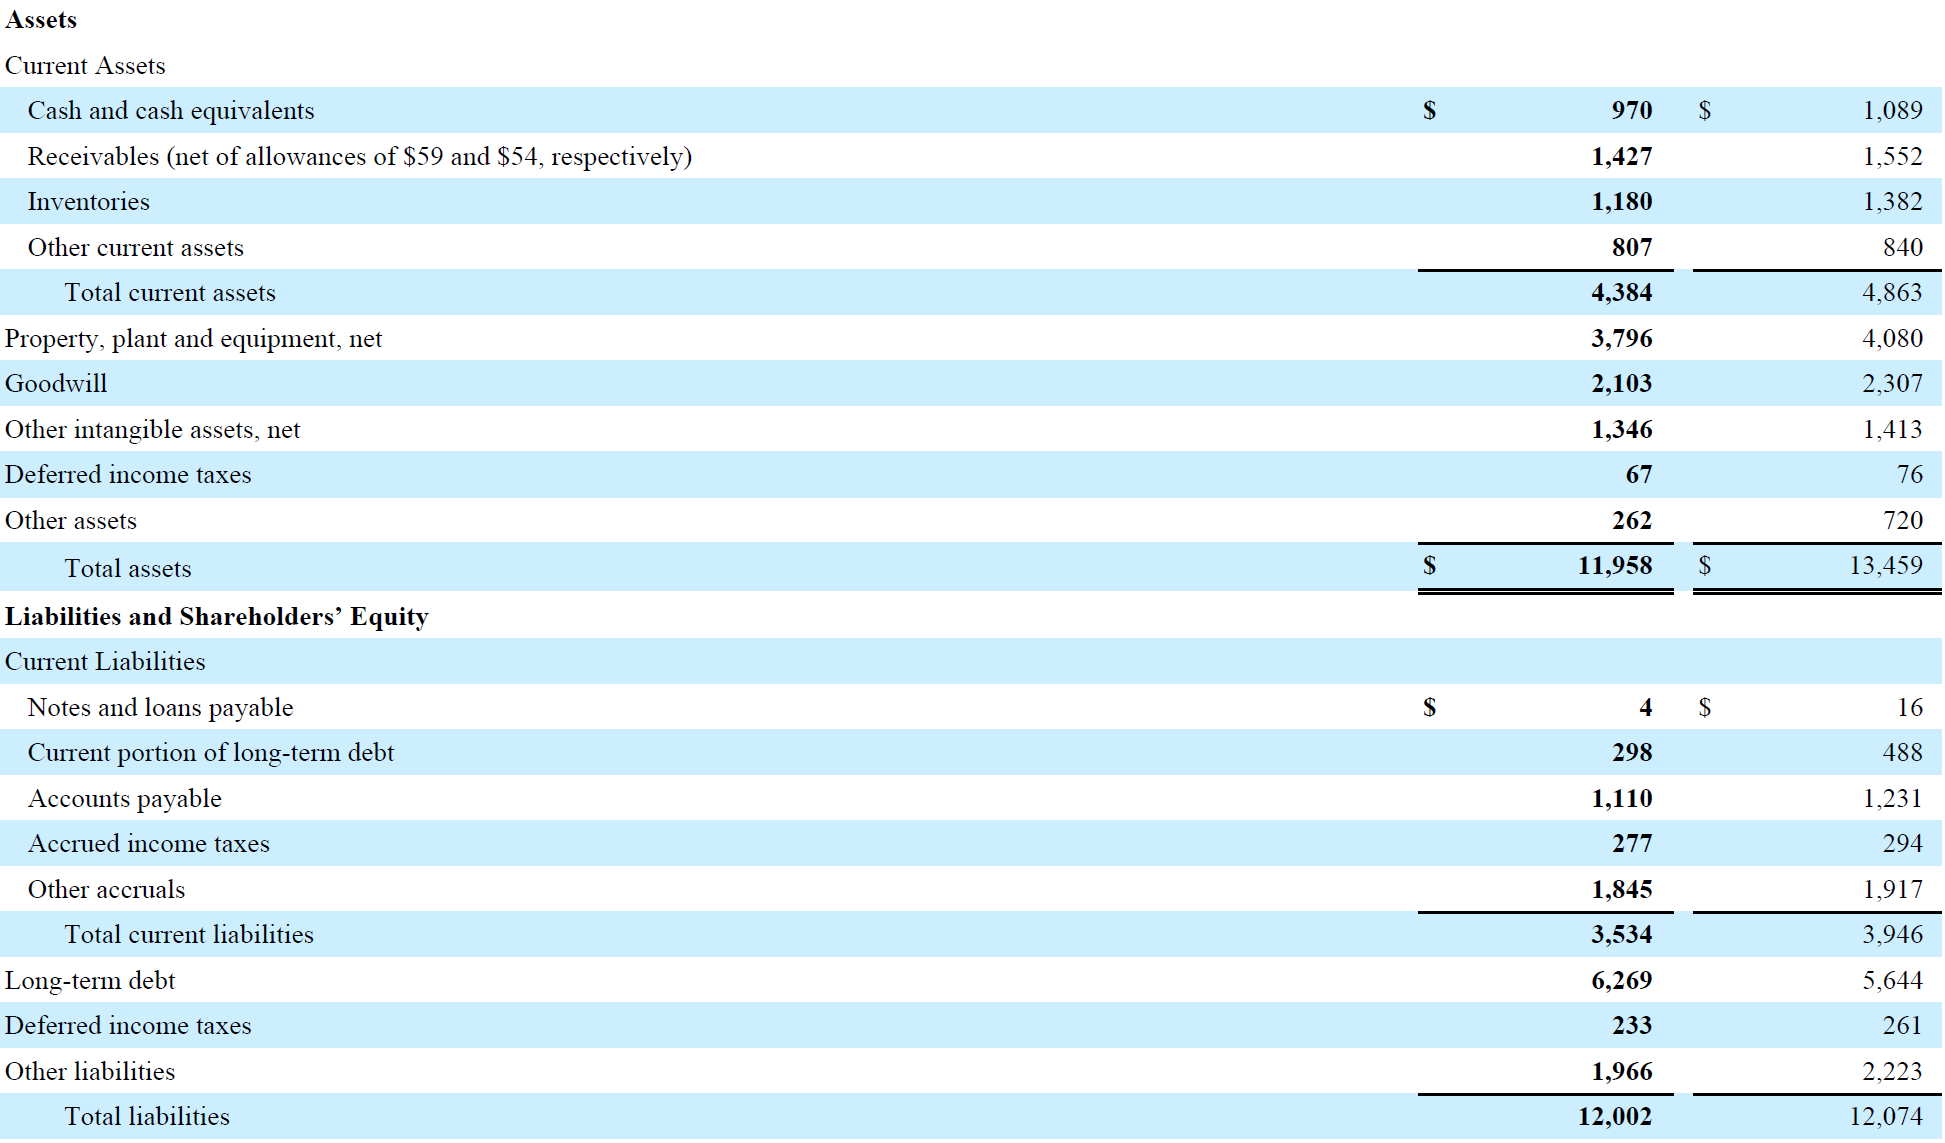 Assets
Current Assets
Cash and cash equivalents $ 970 $ 1,089
Receivables (net of allowances of $59 and $54, respectively) 1,427 1,552
Inventories 1,180 1,382
Other current assets 807 840
Total current assets 4,384 4,863
Property, plant and equipment, net 3,796 4,080
Goodwill 2,103 2,307
Other intangible assets, net 1,346 1,413
Deferred income taxes 67 76
Other assets 262 720
Total assets $ 11,958 $ 13,459
Liabilities and Shareholders’ Equity
Current Liabilities
Notes and loans payable $ 4 $ 16
Current portion of long-term debt 298 488
Accounts payable 1,110 1,231
Accrued income taxes 277 294
Other accruals 1,845 1,917
Total current liabilities 3,534 3,946
Long-term debt 6,269 5,644
Deferred income taxes 233 261
Other liabilities 1,966 2,223
Total liabilities 12,002 12,074